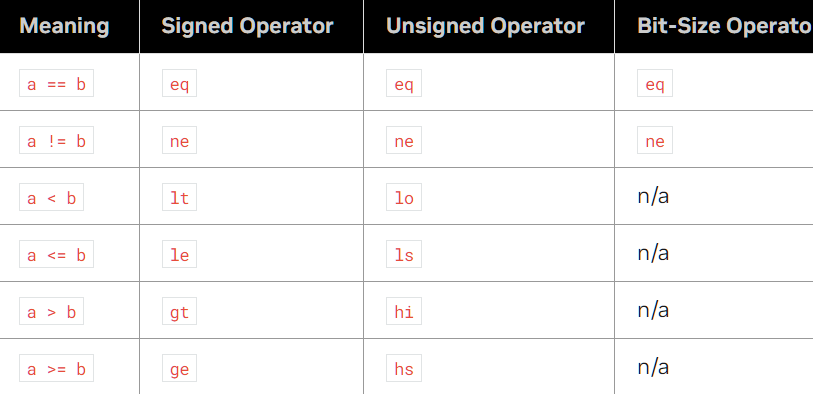 Meaning Signed Operator Unsigned Operator Bit-Size Operato
a == b eq eq eq
a != b ne ne ne
a < b lt lo n/a
a <= b le ls n/a
a > b gt hi n/a
a >= b ge hs n/a